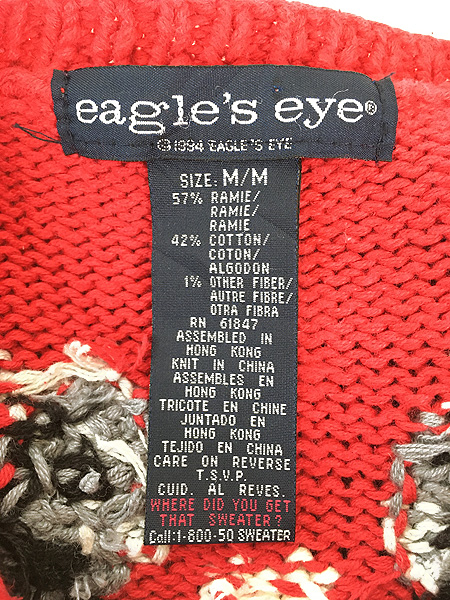 eagle's eye®
©1994 EAGLE'S EYE
SIZE: M/M
57% RAMIE/
RAMIE/
RAMIE
42% COTTON/
COTON/
ALGODON
1% OTHER FIBER/
AUTRE FIBRE/
OTRA FIBRA
RN 61847
ASSEMBLED IN
HONG KONG
KNIT IN CHINA
ASSEMBLES EN
HONG KONG
TRICOTE EN CHINE
JUNTADO EN
HONG KONG
TEJIDO EN CHINA
CARE ON REVERSE
T.S.V.P.
CUID. AL REVES.
WHERE DID YOU GET
THAT SWEATER?
Call:1-800-50 SWEATER